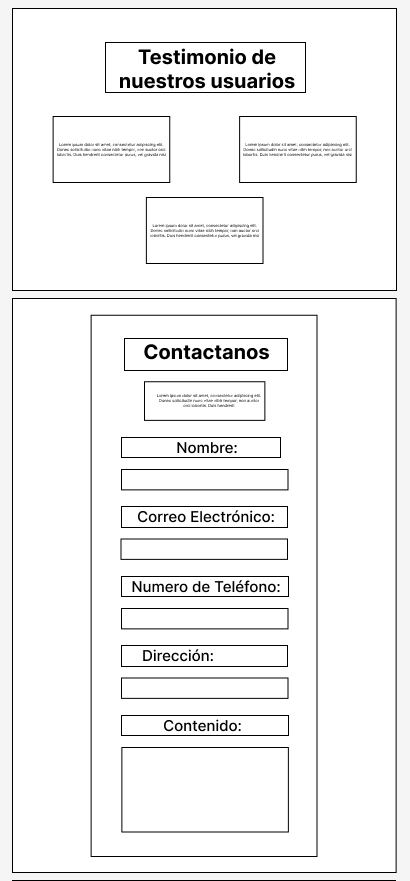 Testimonio de
nuestros usuarios
Lorem ipsum dolor sit amet, consectetur adipiscing elit.
Donec sollicitudin nunc vitae nibh tempor, non auctor orci
lobortis. Duis hendrerit consectetur purus, vel gravida nisi
Lorem ipsum dolor sit amet, consectetur adipiscing elit.
Donec sollicitudin nunc vitae nibh tempor, non auctor orci
lobortis. Duis hendrerit consectetur purus, vel gravida nisi
Lorem ipsum dolor sit amet, consectetur adipiscing elit.
Donec sollicitudin nunc vitae nibh tempor, non auctor orci
lobortis. Duis hendrerit consectetur purus, vel gravida nisi
Contactanos
Lorem ipsum dolor sit amet, consectetur adipiscing elit.
Donec sollicitudin nunc vitae nibh tempor, non auctor
orci lobortis. Duis hendrerit
Nombre:
Correo Electrónico:
Numero de Teléfono:
Dirección:
Contenido: